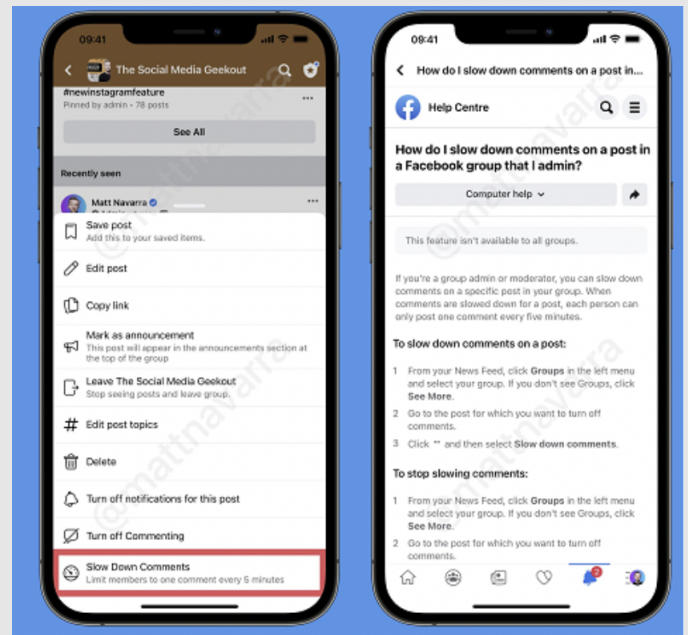 09:41
The Social Media Geekout
#newinstagramfeature
Pinned by admin • 78 posts
See All
Recently seen
Matt Navarra
Save post
Add this to your saved items.
Edit post
Copy link
Mark as announcement
This post will appear in the announcements section at
the top of the group
Leave The Social Media Geekout
Stop seeing posts and leave group.
Edit post topics
Delete
Turn off notifications for this post
Turn off Commenting
Slow Down Comments
Limit members to one comment every 5 minutes
@mattnavarra
09:41
How do I slow down comments on a post in...
Help Centre
How do I slow down comments on a post in
a Facebook group that I admin?
Computer help
This feature isn't available to all groups.
If you're a group admin or moderator, you can slow down
comments on a specific post in your group. When
comments are slowed down for a post, each person can
only post one comment every five minutes.
To slow down comments on a post:
1 From your News Feed, click Groups in the left menu
and select your group. If you don't see Groups, click
See More.
2 Go to the post for which you want to turn off
comments.
3 Click "" and then select Slow down comments.
To stop slowing comments:
1 From your News Feed, click Groups in the left menu
and select your group. If you don't see Groups, click
See More.
2 Go to the post for which you want to turn off
comments.
2
@mattnavarra